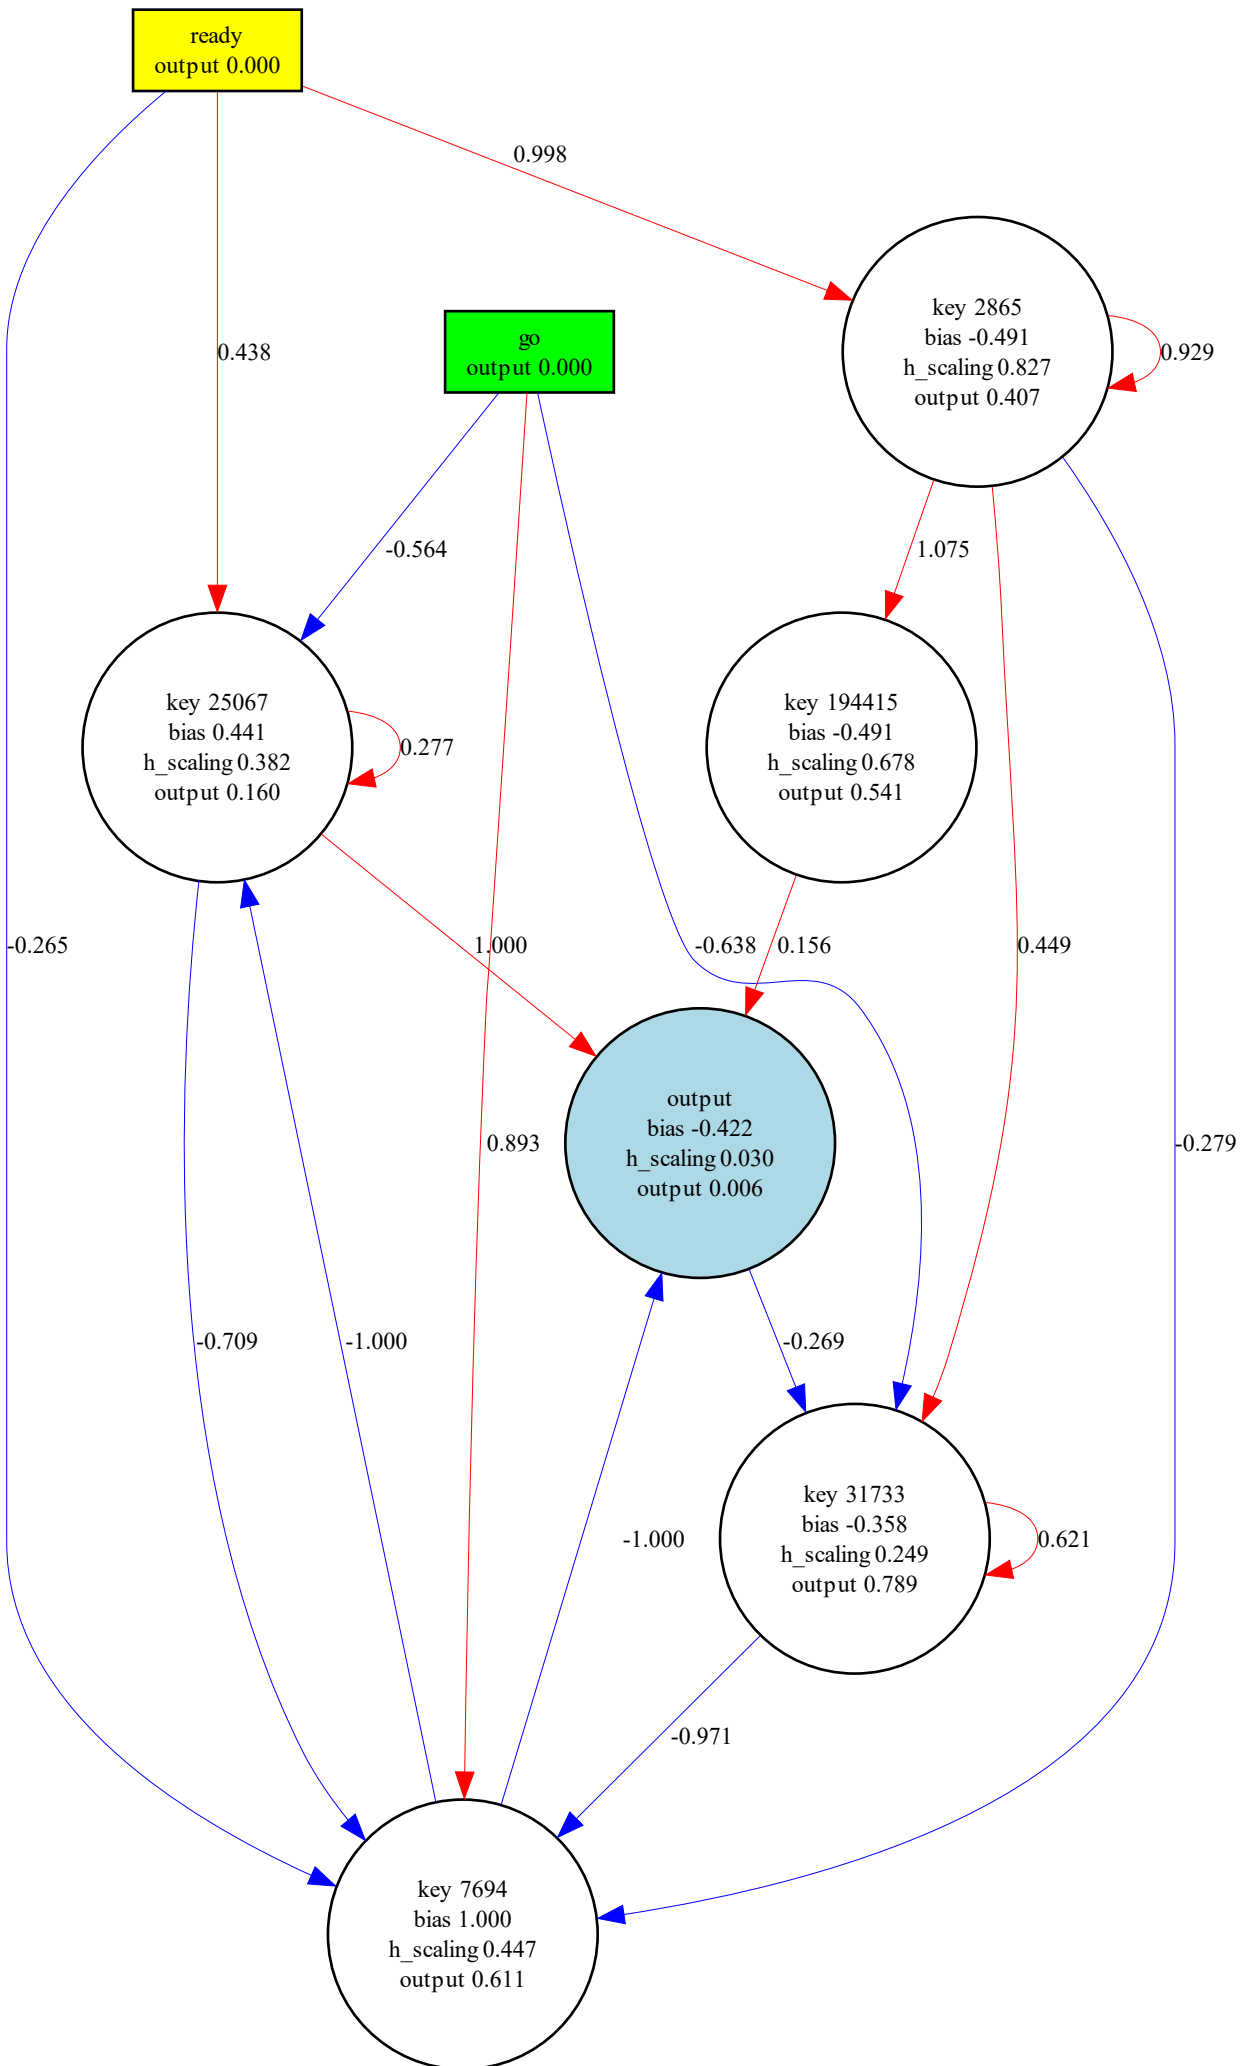 ready
output 0.000
0.998
go
output 0.000
key 2865
bias -0.491
h_scaling 0.827
output 0.407
0.929
0.438
-0.564
1.075
key 25067
bias 0.441
h_scaling 0.382
output 0.160
0.277
key 194415
bias -0.491
h_scaling 0.678
output 0.541
-0.265
1.000
-0.638
0.156
0.449
output
bias -0.422
h_scaling 0.030
output 0.006
0.893
-0.279
-0.709
-1.000
-0.269
-1.000
key 31733
bias -0.358
h_scaling 0.249
output 0.789
0.621
-0.971
key 7694
bias 1.000
h_scaling 0.447
output 0.611